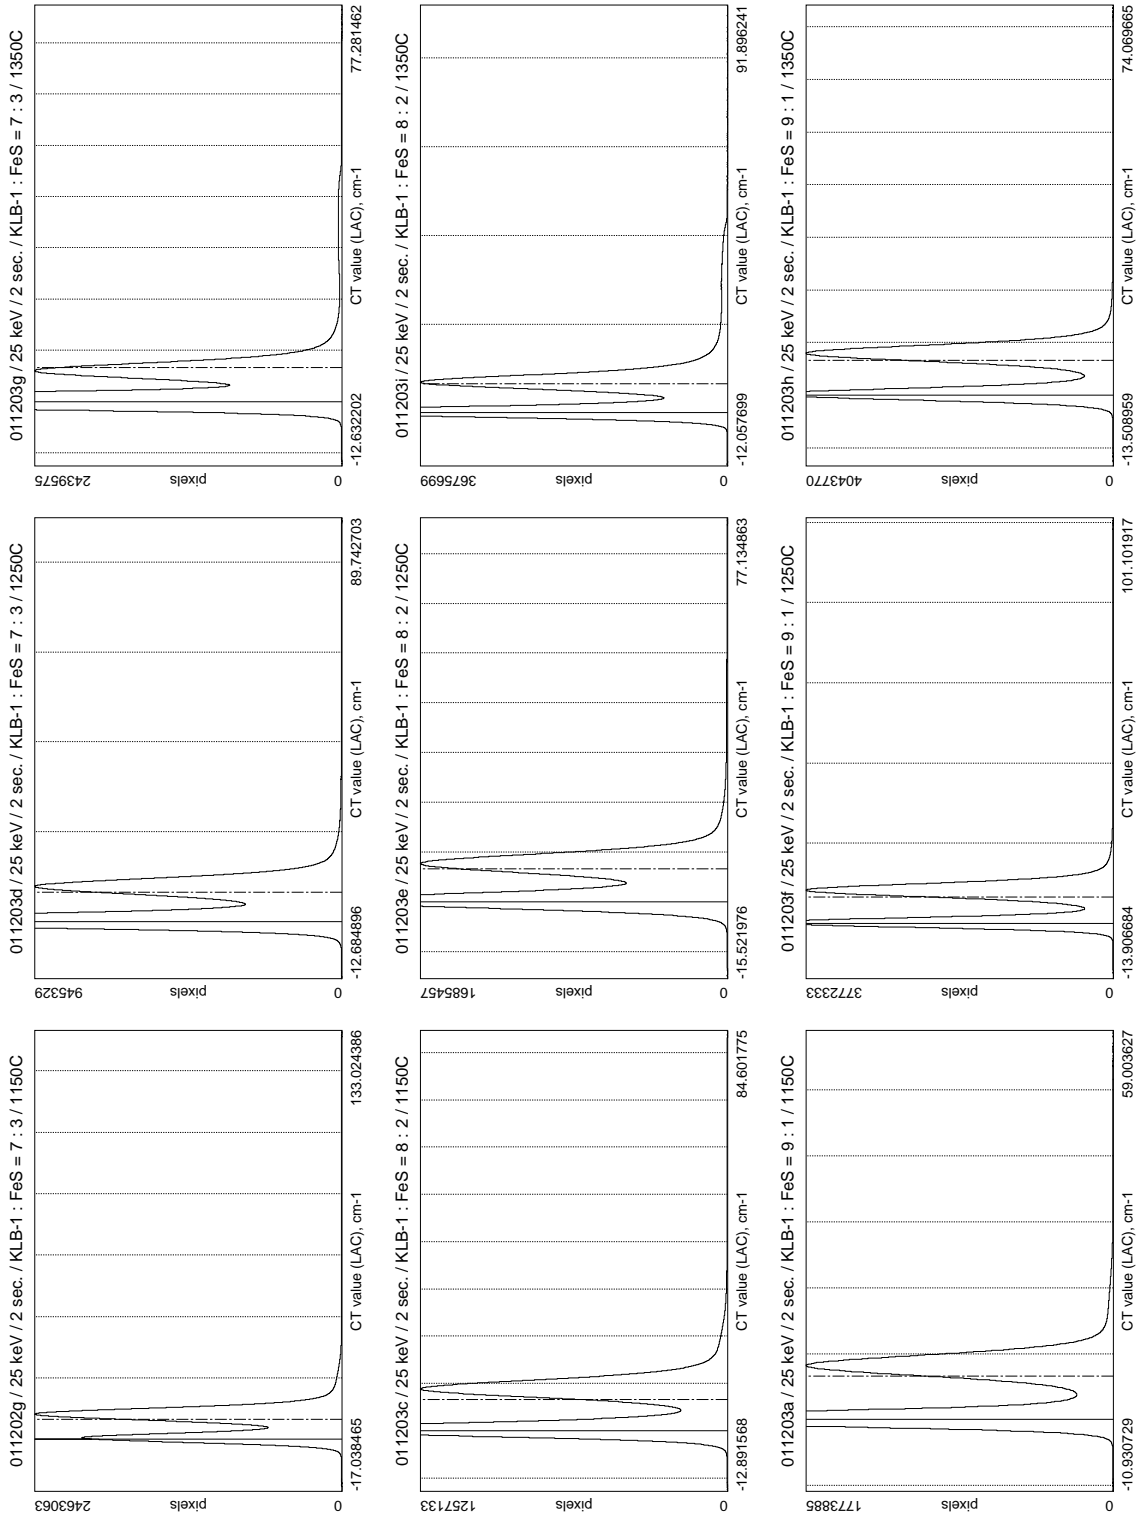 011202g / 25 keV / 2 sec. / KLB-1 : FeS = 7 : 3 / 1150C
2463063
pixels
0
-17.038465
CT value (LAC), cm-1
133.024386
011203d / 25 keV / 2 sec. / KLB-1 : FeS = 7 : 3 / 1250C
945329
pixels
0
-12.684896
CT value (LAC), cm-1
89.742703
011203g / 25 keV / 2 sec. / KLB-1 : FeS = 7 : 3 / 1350C
2439575
pixels
0
-12.632202
CT value (LAC), cm-1
77.281462
011203c / 25 keV / 2 sec. / KLB-1 : FeS = 8 : 2 / 1150C
1257133
pixels
0
-12.891568
CT value (LAC), cm-1
84.601775
011203e / 25 keV / 2 sec. / KLB-1 : FeS = 8 : 2 / 1250C
1685457
pixels
0
-15.521976
CT value (LAC), cm-1
77.134863
011203i / 25 keV / 2 sec. / KLB-1 : FeS = 8 : 2 / 1350C
3675699
pixels
0
-12.057699
CT value (LAC), cm-1
91.896241
011203a / 25 keV / 2 sec. / KLB-1 : FeS = 9 : 1 / 1150C
1773885
pixels
0
-10.930729
CT value (LAC), cm-1
59.003627
011203f / 25 keV / 2 sec. / KLB-1 : FeS = 9 : 1 / 1250C
3772333
pixels
0
-13.906684
CT value (LAC), cm-1
101.101917
011203h / 25 keV / 2 sec. / KLB-1 : FeS = 9 : 1 / 1350C
4043770
pixels
0
-13.508959
CT value (LAC), cm-1
74.069665